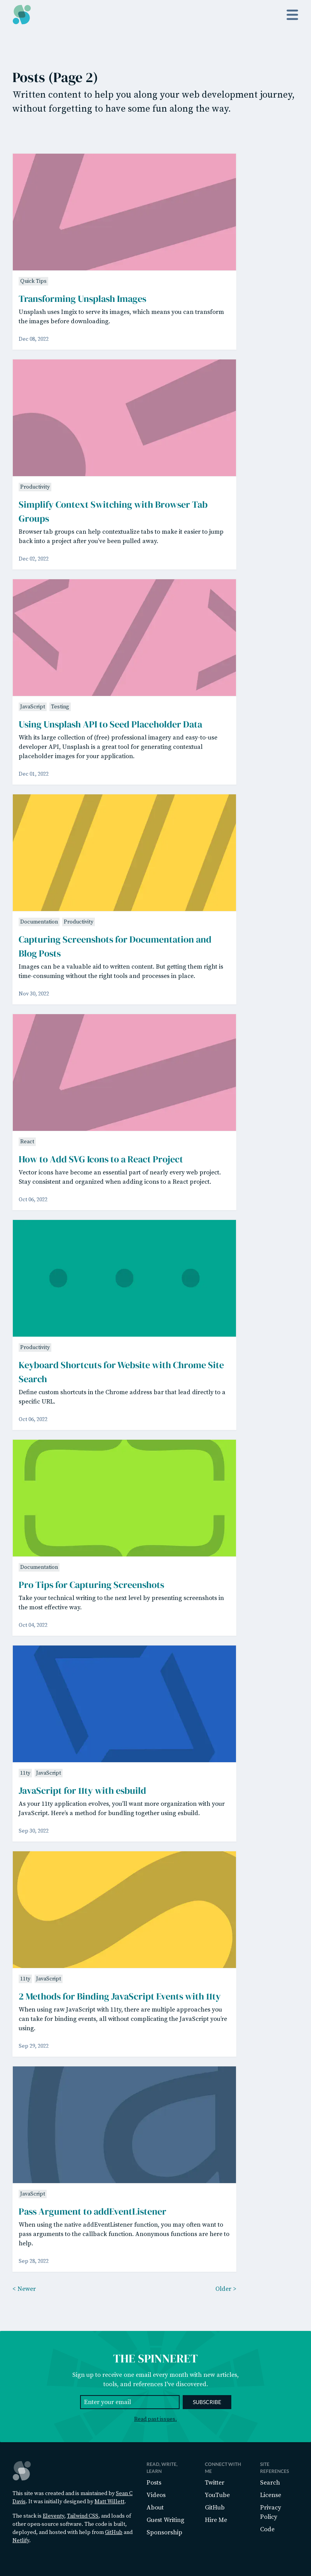 Posts (Page 2)
Written content to help you along your web development journey,
without forgetting to have some fun along the way.
Quick Tips
Transforming Unsplash Images
Unsplash uses Imgix to serve its images, which means you can transform
the images before downloading.
Dec 08, 2022
Productivity
Simplify Context Switching with Browser Tab
Groups
Browser tab groups can help contextualize tabs to make it easier to jump
back into a project after you've been pulled away.
Dec 02, 2022
JavaScript Testing
Using Unsplash API to Seed Placeholder Data
With its large collection of (free) professional imagery and easy-to-use
developer API, Unsplash is a great tool for generating contextual
placeholder images for your application.
Dec 01, 2022
Documentation Productivity
Capturing Screenshots for Documentation and
Blog Posts
Images can be a valuable aid to written content. But getting them right is
time-consuming without the right tools and processes in place.
Nov 30, 2022
React
How to Add SVG Icons to a React Project
Vector icons have become an essential part of nearly every web project.
Stay consistent and organized when adding icons to a React project.
Oct 06, 2022
Productivity
Keyboard Shortcuts for Website with Chrome Site
Search
Define custom shortcuts in the Chrome address bar that lead directly to a
specific URL.
Oct 06, 2022
Documentation
Pro Tips for Capturing Screenshots
Take your technical writing to the next level by presenting screenshots in
the most effective way.
Oct 04, 2022
11ty JavaScript
JavaScript for 11ty with esbuild
As your 11ty application evolves, you'll want more organization with your
JavaScript. Here's a method for bundling together using esbuild.
Sep 30, 2022
11ty JavaScript
2 Methods for Binding JavaScript Events with 11ty
When using raw JavaScript with 11ty, there are multiple approaches you
can take for binding events, all without complicating the JavaScript you're
using.
Sep 29, 2022
JavaScript
Pass Argument to addEventListener
When using the native addEventListener function, you may often want to
pass arguments to the callback function. Anonymous functions are here to
help.
Sep 28, 2022
< Newer Older >
THE SPINNERET
Sign up to receive one email every month with new articles,
tools, and references I've discovered.
Enter your email SUBSCRIBE
Read past issues.
This site was created and is maintained by Sean C
Davis. It was initially designed by Matt Willett.
The stack is Eleventy, Tailwind CSS, and loads of
other open-source software. The code is built,
deployed, and hosted with help from GitHub and
Netlify.
READ, WRITE,
LEARN
Posts
Videos
About
Guest Writing
Sponsorship
CONNECT WITH
ME
Twitter
YouTube
GitHub
Hire Me
SITE
REFERENCES
Search
License
Privacy
Policy
Code